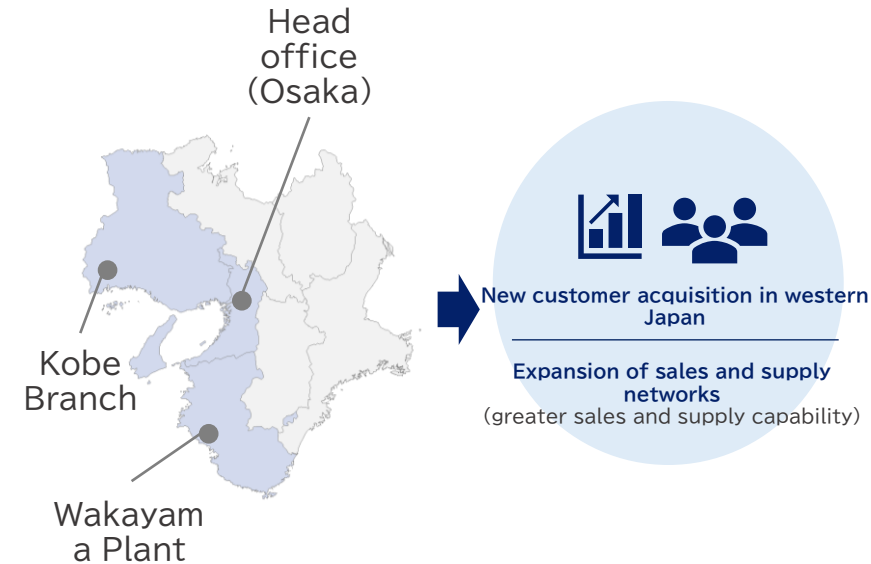 Head
office
(Osaka)
Kobe
Branch
Wakayam
a Plant
New customer acquisition in western
Japan
Expansion of sales and supply
networks
(greater sales and supply capability)